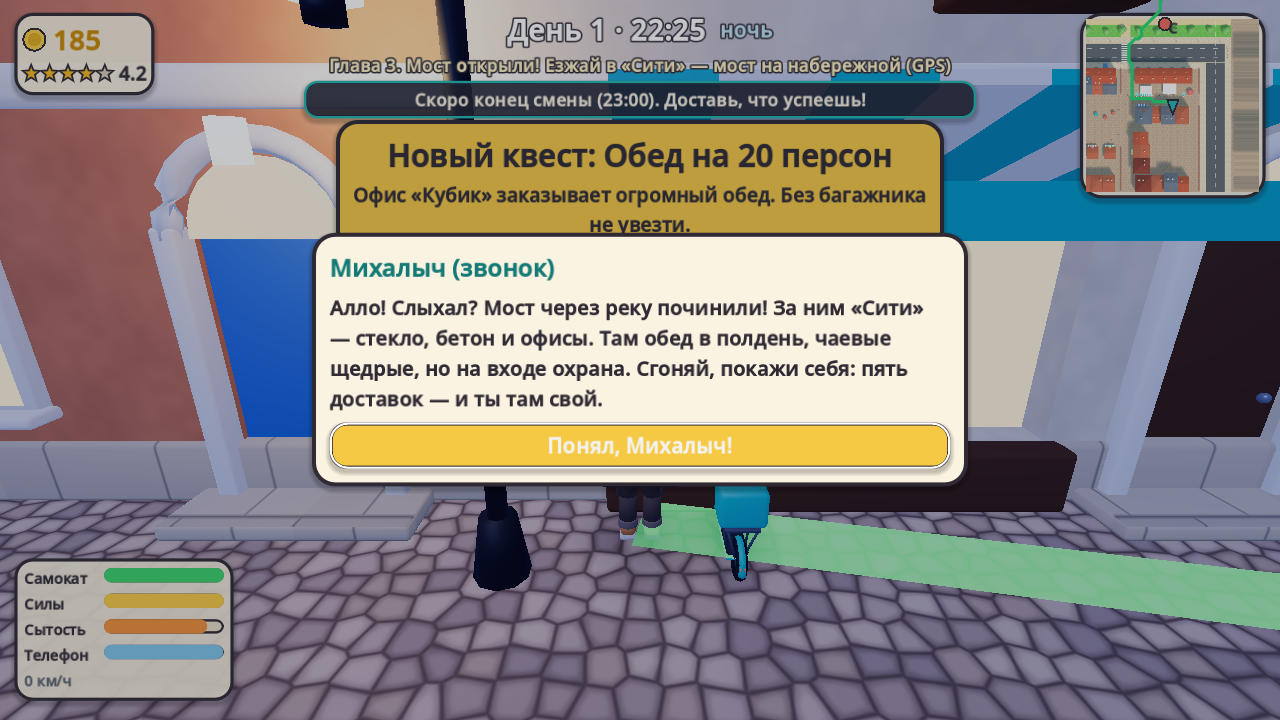 185
4.2
День 1 · 22:25 ночь
Глава 3. Мост открыли! Езжай в «Сити» — мост на набережной (GPS)
Скоро конец смены (23:00). Доставь, что успеешь!
Новый квест: Обед на 20 персон
Офис «Кубик» заказывает огромный обед. Без багажника
не увезти.
Михалыч (звонок)
Алло! Слыхал? Мост через реку починили! За ним «Сити»
— стекло, бетон и офисы. Там обед в полдень, чаевые
щедрые, но на входе охрана. Сгоняй, покажи себя: пять
доставок — и ты там свой.
Понял, Михалыч!
Самокат
Силы
Сытость
Телефон
0 км/ч